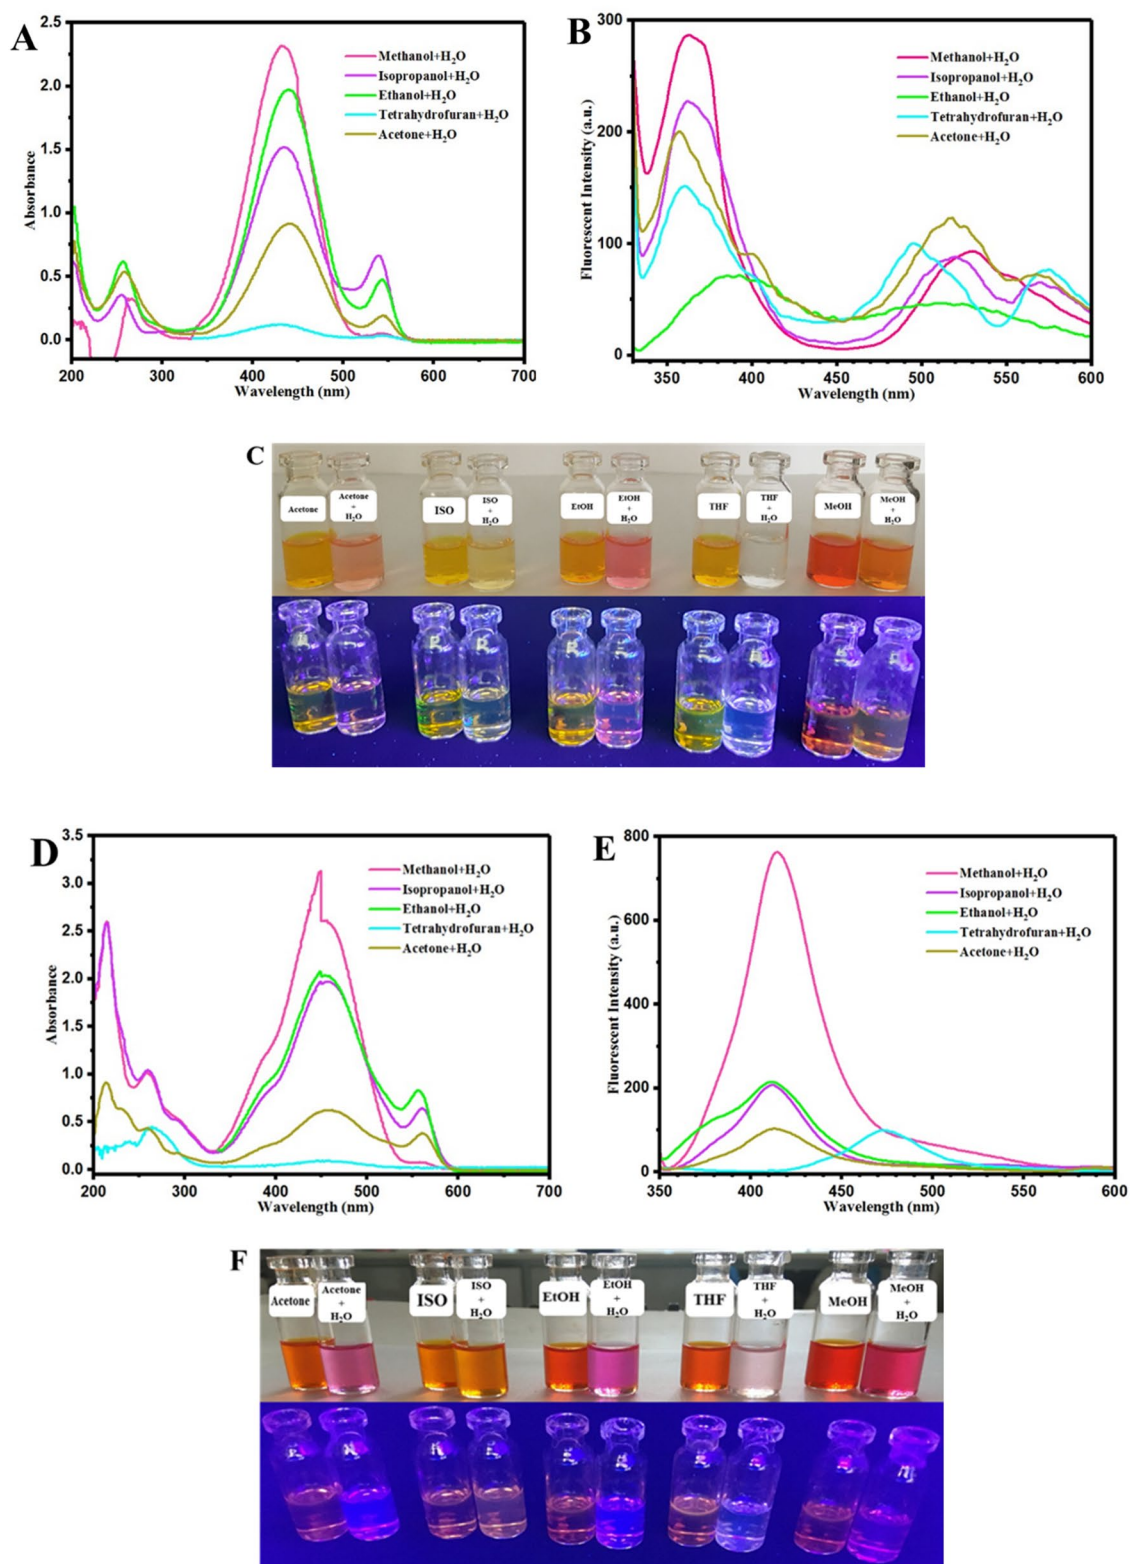 A
2.5
2.0
1.5
1.0
0.5
0.0
Absorbance
200 300 400 500 600 700
Wavelength (nm)
Methanol+H₂O
Isopropanol+H₂O
Ethanol+H₂O
Tetrahydrofuran+H₂O
Acetone+H₂O
B
300
200
100
0
Fluorescent Intensity (a.u.)
350 400 450 500 550 600
Wavelength (nm)
Methanol+H₂O
Isopropanol+H₂O
Ethanol+H₂O
Tetrahydrofuran+H₂O
Acetone+H₂O
C
Acetone
Acetone
+
H₂O
ISO
ISO
+
H₂O
EtOH
EtOH
+
H₂O
THF
THF
+
H₂O
MeOH
MeOH
+
H₂O
D
3.5
3.0
2.5
2.0
1.5
1.0
0.5
0.0
Absorbance
200 300 400 500 600 700
Wavelength (nm)
Methanol+H₂O
Isopropanol+H₂O
Ethanol+H₂O
Tetrahydrofuran+H₂O
Acetone+H₂O
E
800
600
400
200
0
Fluorescent Intensity (a.u.)
350 400 450 500 550 600
Wavelength (nm)
Methanol+H₂O
Isopropanol+H₂O
Ethanol+H₂O
Tetrahydrofuran+H₂O
Acetone+H₂O
F
Acetone
Acetone
+
H₂O
ISO
ISO
+
H₂O
EtOH
EtOH
+
H₂O
THF
THF
+
H₂O
MeOH
MeOH
+
H₂O